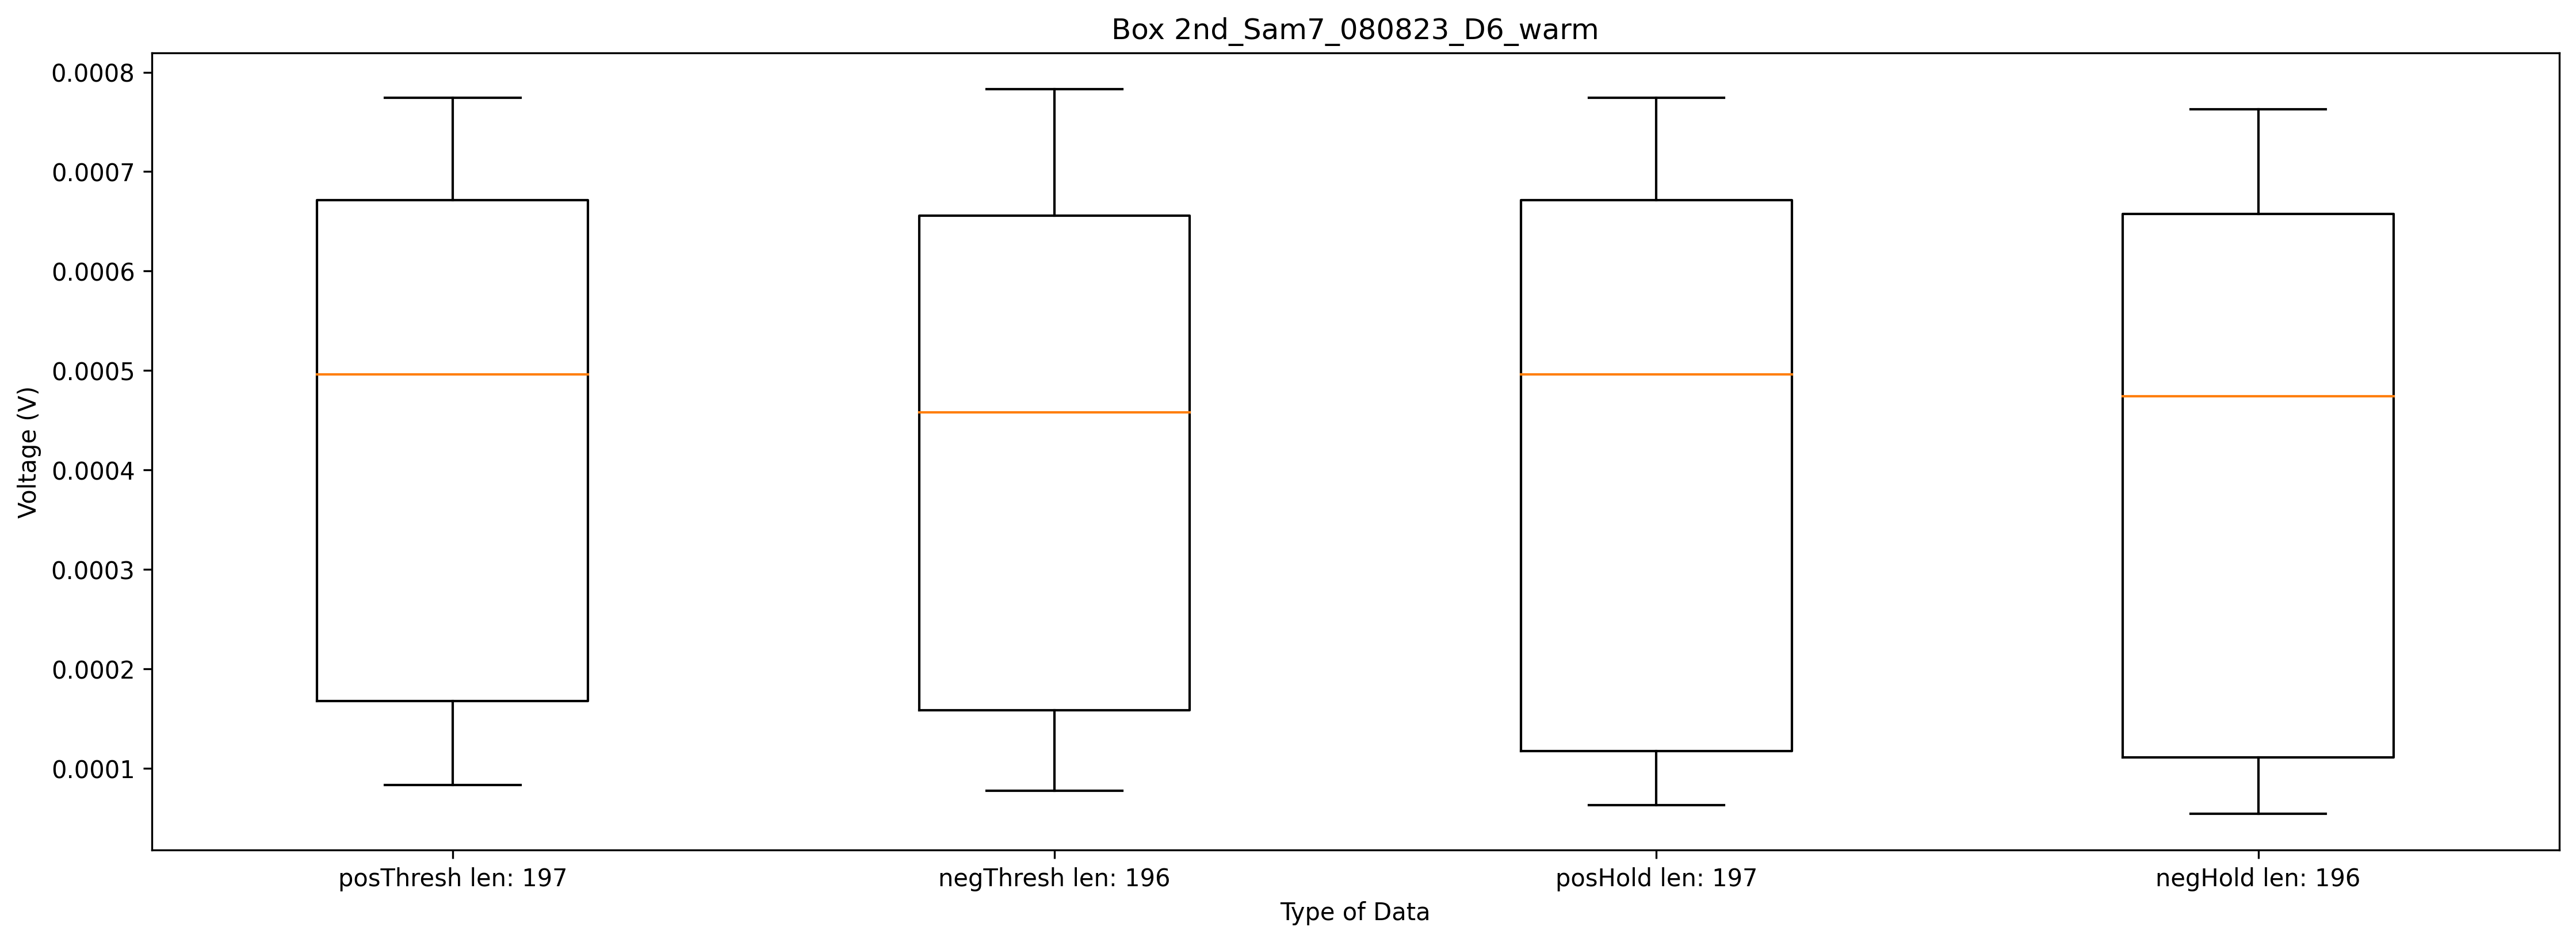 Box 2nd_Sam7_080823_D6_warm
0.0008
0.0007
0.0006
0.0005
0.0004
0.0003
0.0002
0.0001
Voltage (V)
posThresh len: 197
negThresh len: 196
posHold len: 197
negHold len: 196
Type of Data